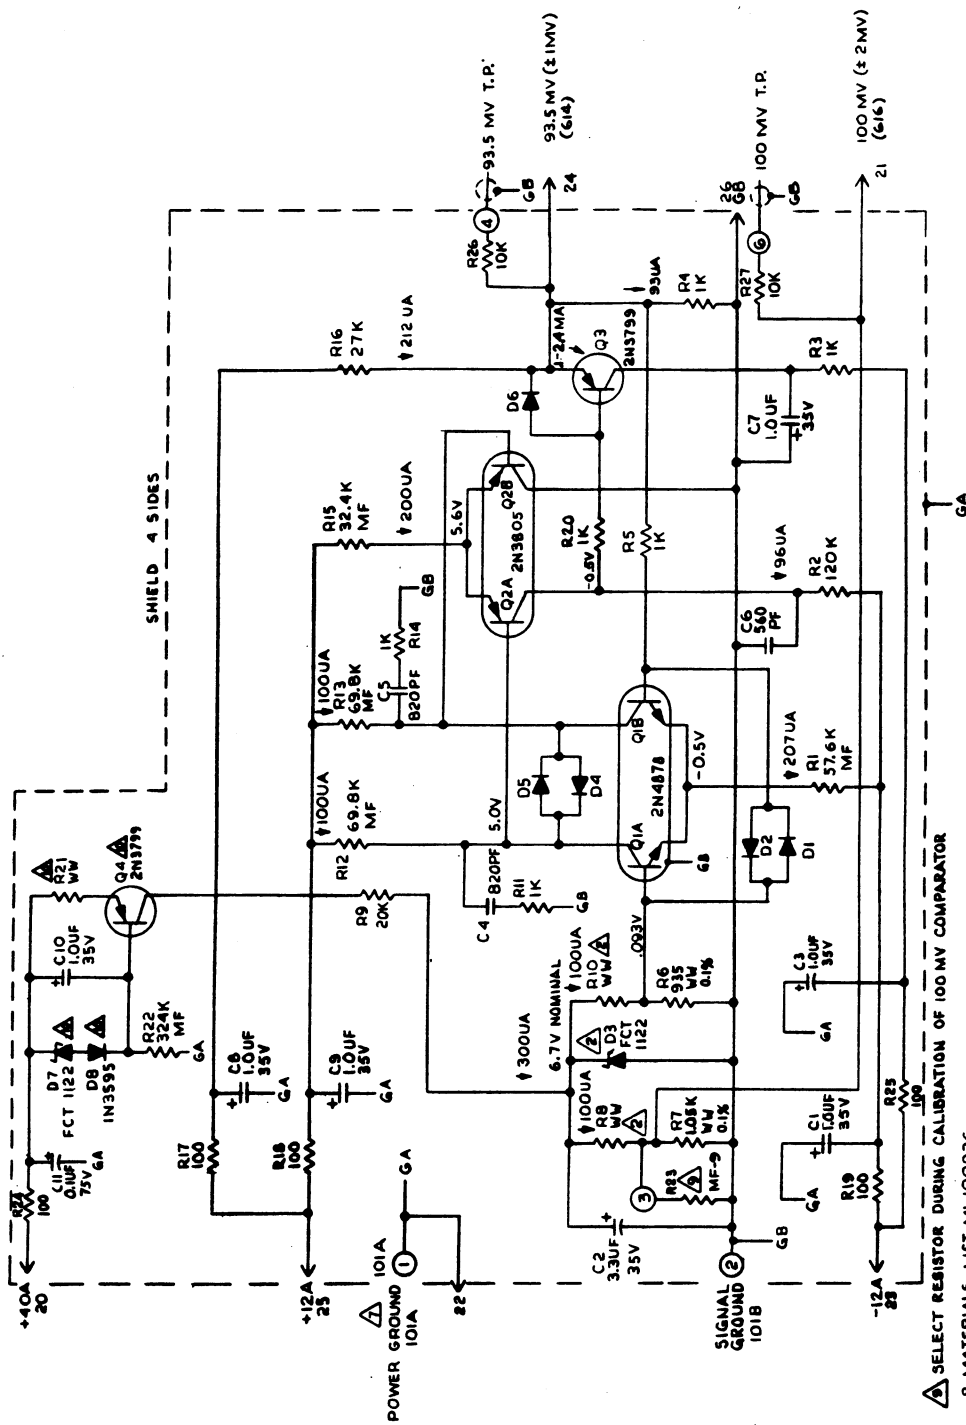 SHIELD 4 SIDES
+40A
20
R24
100
C11
0.1UF
75V
GA
D7
FCT 1122
D8
1N3595
C10
1.0UF
35V
R22
324K
MF
GA
R21
WW
Q4
2N3799
R17
100
C8
1.0UF
35V
GA
R16
27K
212UA
+12A
25
R18
100
C9
1.0UF
35V
GA
R9
20K
100UA
R12
69.8K
MF
100UA
R13
69.8K
MF
R15
32.4K
MF
200UA
C5
820PF
1K
R14
GB
5.6V
Q2A
Q2B
2N3805
D6
-2.4MA
Q3
2N3799
R26
10K
4
93.5 MV T.P.
GB
24
93.5 MV (±1MV)
(614)
7
POWER GROUND 101A
101A
1
GA
22
C4
820PF
R11
1K
GB
5.0V
D5
D4
Q1A
Q1B
2N4878
GB
-0.5V
R20
1K
-0.5V
R5
1K
93UA
R4
1K
300UA
6.7V NOMINAL
100UA
R8
WW
2
2
D3
FCT
1122
100UA
R10
WW
2
.093V
R6
935
WW
0.1%
R7
1.05K
WW
0.1%
3
R23
9
MF-9
C2
3.3UF
35V
SIGNAL
GROUND
101B
2
GB
26
GB
R27
10K
6
100 MV T.P.
GB
D2
D1
207UA
R1
57.6K
MF
C6
560
PF
96UA
R2
120K
C7
1.0UF
35V
R3
1K
21
100 MV (±2MV)
(616)
GA
C1
1.0UF
35V
GA
C3
1.0UF
35V
R19
100
R25
100
-12A
23
GA
9 SELECT RESISTOR DURING CALIBRATION OF 100 MV COMPARATOR